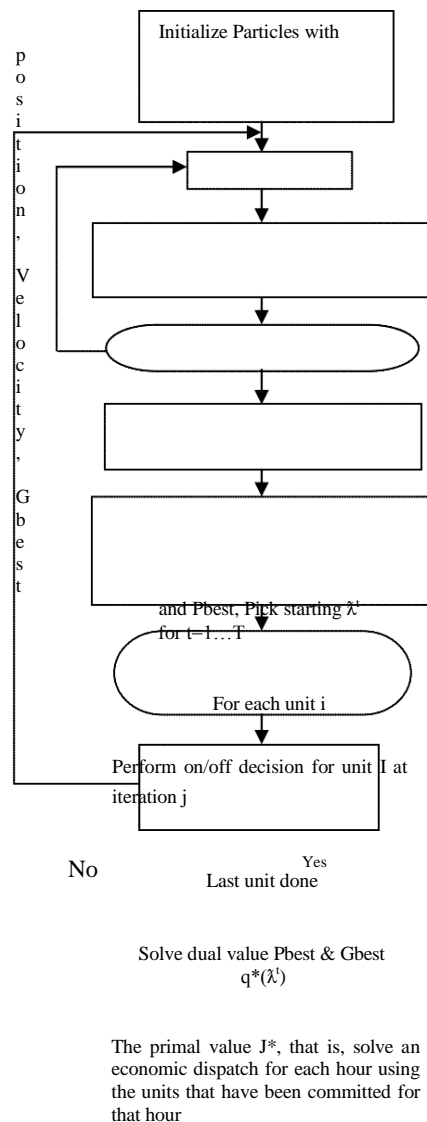 Initialize Particles with
position, Velocity, Gbest
and Pbest, Pick starting λ̃ᵗ
for t=1…T
For each unit i
Perform on/off decision for unit I at
iteration j
No
Yes
Last unit done
Solve dual value Pbest & Gbest
q*(λ̃ᵗ)
The primal value J*, that is, solve an
economic dispatch for each hour using
the units that have been committed for
that hour